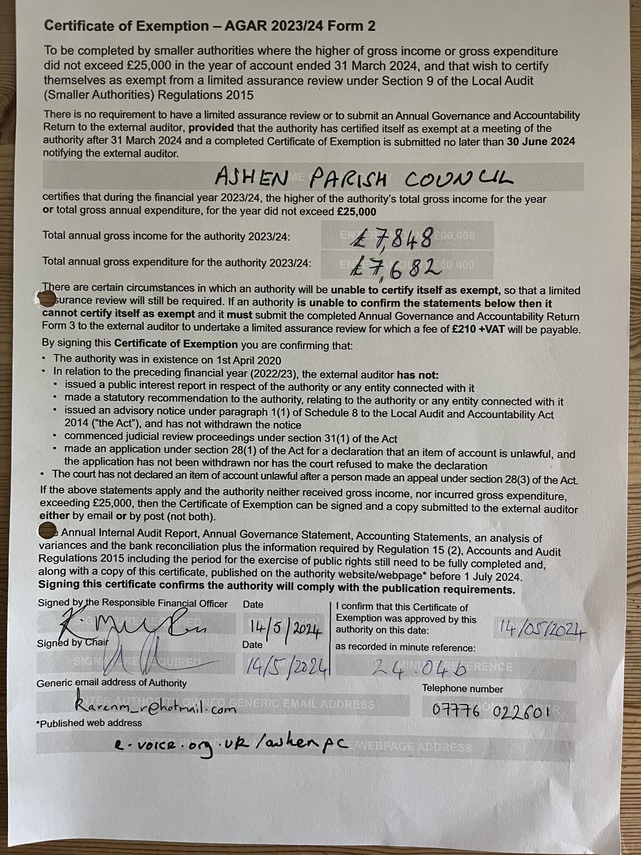 Certificate of Exemption – AGAR 2023/24 Form 2
To be completed by smaller authorities where the higher of gross income or gross expenditure
did not exceed £25,000 in the year of account ended 31 March 2024, and that wish to certify
themselves as exempt from a limited assurance review under Section 9 of the Local Audit
(Smaller Authorities) Regulations 2015
There is no requirement to have a limited assurance review or to submit an Annual Governance and Accountability
Return to the external auditor, provided that the authority has certified itself as exempt at a meeting of the
authority after 31 March 2024 and a completed Certificate of Exemption is submitted no later than 30 June 2024
notifying the external auditor.
ASHEN PARISH COUNCIL
certifies that during the financial year 2023/24, the higher of the authority's total gross income for the year
or total gross annual expenditure, for the year did not exceed £25,000
Total annual gross income for the authority 2023/24: £7,848
Total annual gross expenditure for the authority 2023/24: £7,682
There are certain circumstances in which an authority will be unable to certify itself as exempt, so that a limited
surance review will still be required. If an authority is unable to confirm the statements below then it
cannot certify itself as exempt and it must submit the completed Annual Governance and Accountability Return
Form 3 to the external auditor to undertake a limited assurance review for which a fee of £210 +VAT will be payable.
By signing this Certificate of Exemption you are confirming that:
• The authority was in existence on 1st April 2020
• In relation to the preceding financial year (2022/23), the external auditor has not:
• issued a public interest report in respect of the authority or any entity connected with it
• made a statutory recommendation to the authority, relating to the authority or any entity connected with it
• issued an advisory notice under paragraph 1(1) of Schedule 8 to the Local Audit and Accountability Act
2014 ("the Act"), and has not withdrawn the notice
• commenced judicial review proceedings under section 31(1) of the Act
• made an application under section 28(1) of the Act for a declaration that an item of account is unlawful, and
the application has not been withdrawn nor has the court refused to make the declaration
• The court has not declared an item of account unlawful after a person made an appeal under section 28(3) of the Act.
If the above statements apply and the authority neither received gross income, nor incurred gross expenditure,
exceeding £25,000, then the Certificate of Exemption can be signed and a copy submitted to the external auditor
either by email or by post (not both).
Annual Internal Audit Report, Annual Governance Statement, Accounting Statements, an analysis of
variances and the bank reconciliation plus the information required by Regulation 15 (2), Accounts and Audit
Regulations 2015 including the period for the exercise of public rights still need to be fully completed and,
along with a copy of this certificate, published on the authority website/webpage* before 1 July 2024.
Signing this certificate confirms the authority will comply with the publication requirements.
Signed by the Responsible Financial Officer
Date
14/5/2024
I confirm that this Certificate of
Exemption was approved by this
authority on this date:
14/05/2024
Signed by Chair
Date
14/5/2024
as recorded in minute reference:
24.04b
Generic email address of Authority
karenm_r@hotmail.com
Telephone number
07776 022601
*Published web address
e-voice.org.uk/ashenpc